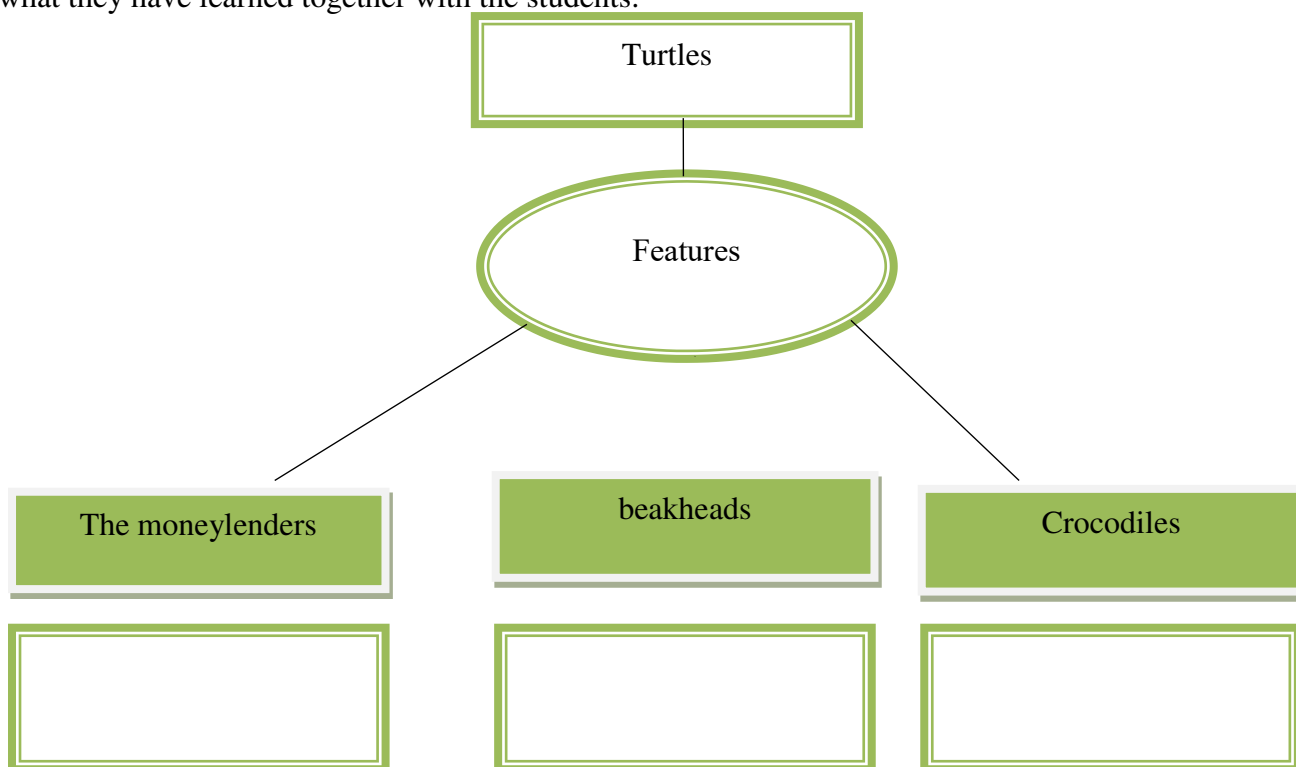 what they have learned together with the students.
Turtles
Features
The moneylenders
beakheads
Crocodiles